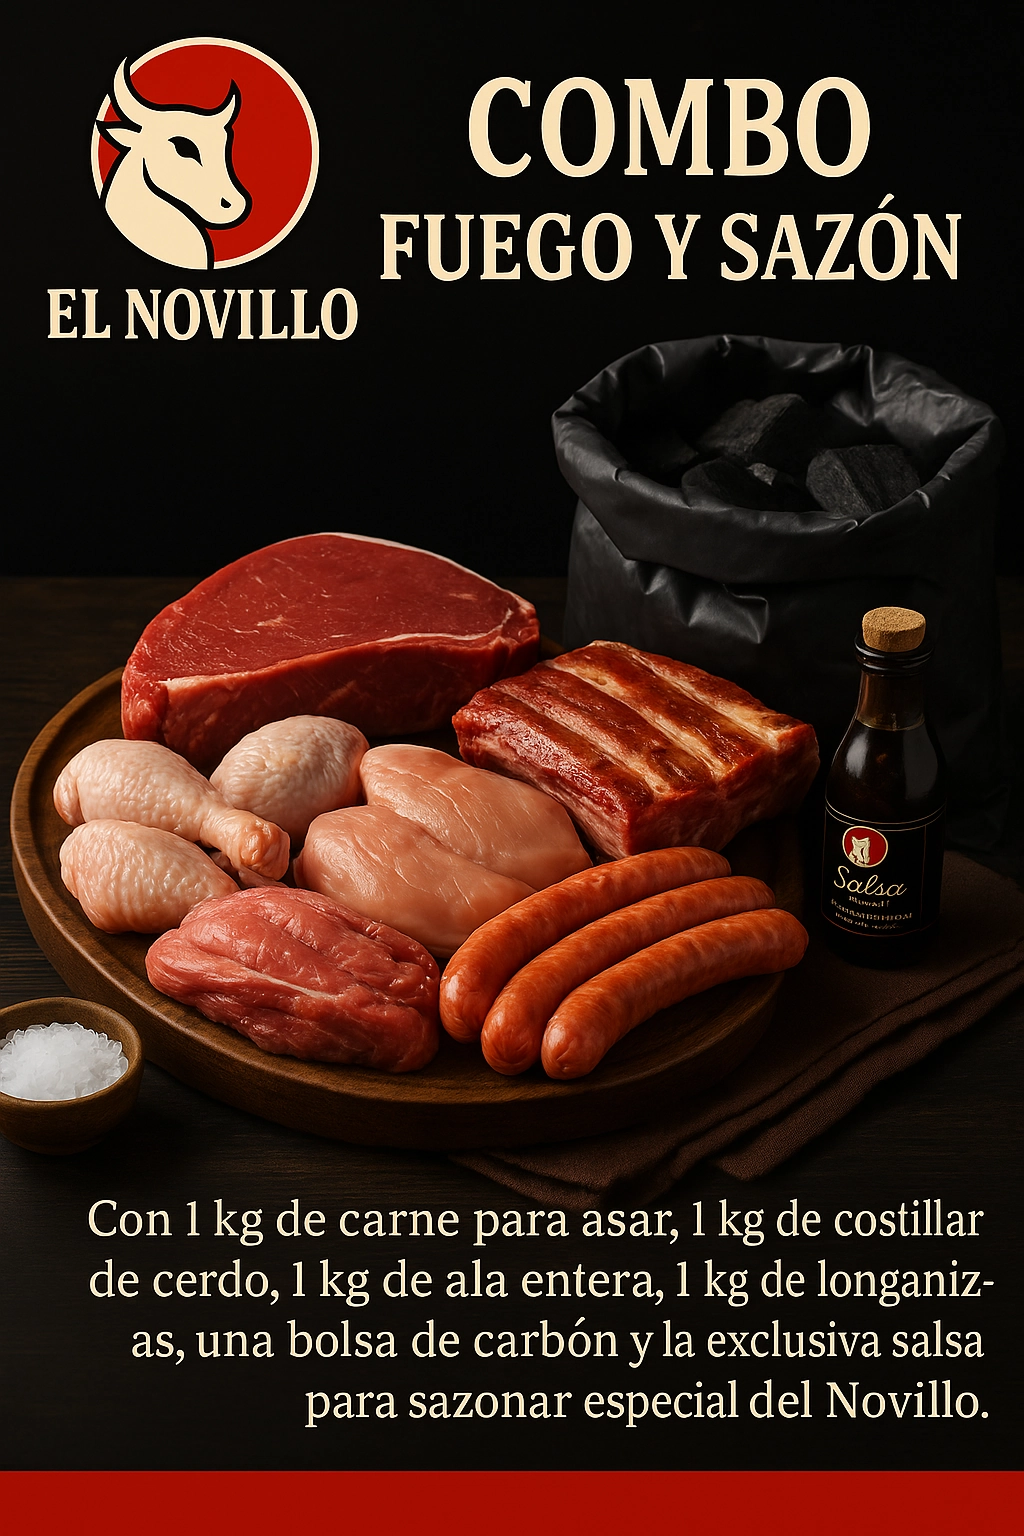 COMBO
FUEGO Y SAZÓN
EL NOVILLO
Salsa
Con 1 kg de carne para asar, 1 kg de costillar
de cerdo, 1 kg de ala entera, 1 kg de longaniz-
as, una bolsa de carbón y la exclusiva salsa
para sazonar especial del Novillo.